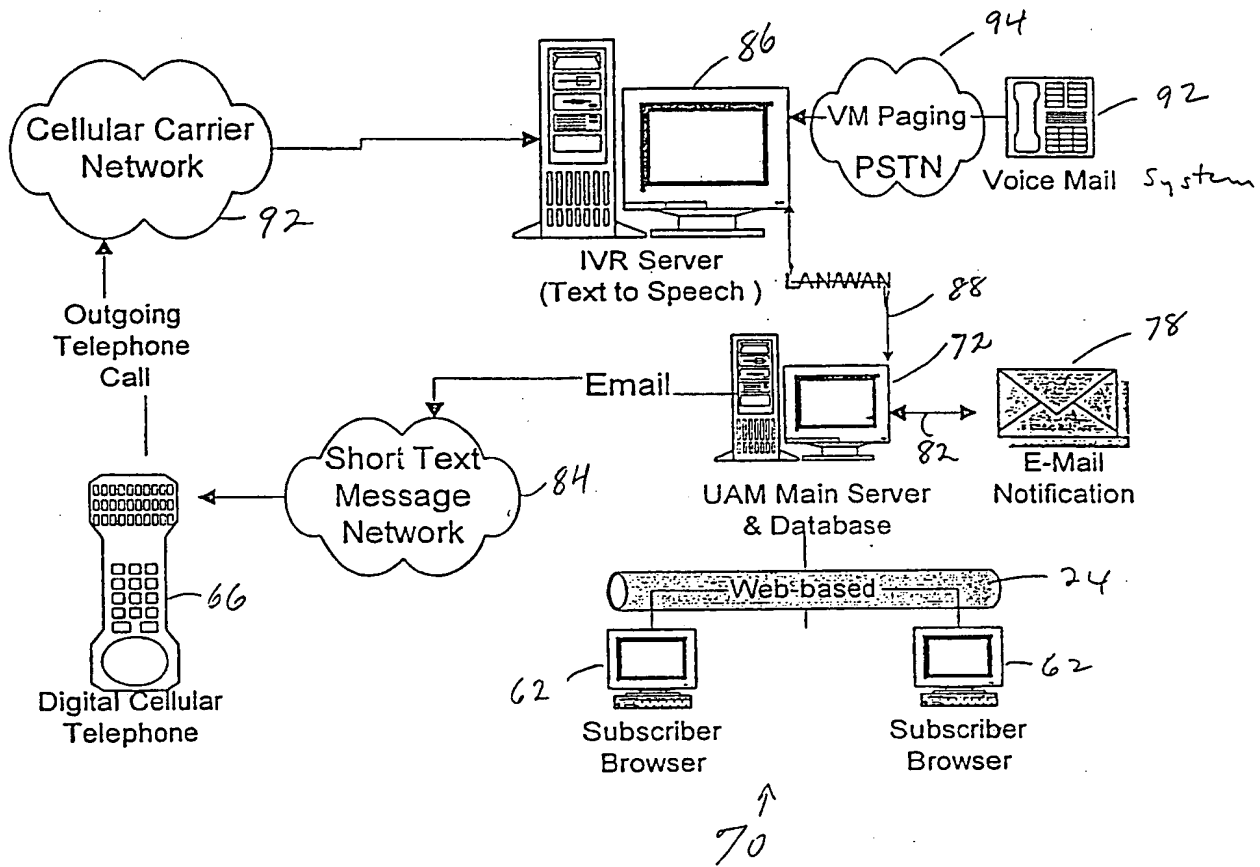 94
86
92
Cellular Carrier
Network
VM Paging
PSTN
Voice Mail System
92
IVR Server
(Text to Speech )
LANWAN
88
Outgoing
Telephone
Call
78
72
Email
82
Short Text
Message
Network
84
E-Mail
Notification
UAM Main Server
& Database
Web-based
24
66
62
62
Digital Cellular
Telephone
Subscriber
Browser
Subscriber
Browser
70